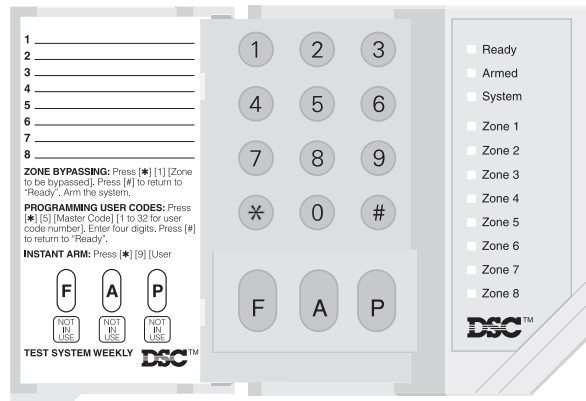 1
2
3
4
5
6
7
8
ZONE BYPASSING: Press [✱] [1] [Zone
to be bypassed]. Press [#] to return to
"Ready". Arm the system.
PROGRAMMING USER CODES: Press
[✱] [5] [Master Code] [1 to 32 for user
code number]. Enter four digits. Press [#]
to return to "Ready".
INSTANT ARM: Press [✱] [9] [User
F A P
NOT IN USE NOT IN USE NOT IN USE
TEST SYSTEM WEEKLY DSC™
1 2 3
4 5 6
7 8 9
* 0 #
F A P
Ready
Armed
System
Zone 1
Zone 2
Zone 3
Zone 4
Zone 5
Zone 6
Zone 7
Zone 8
DSC™